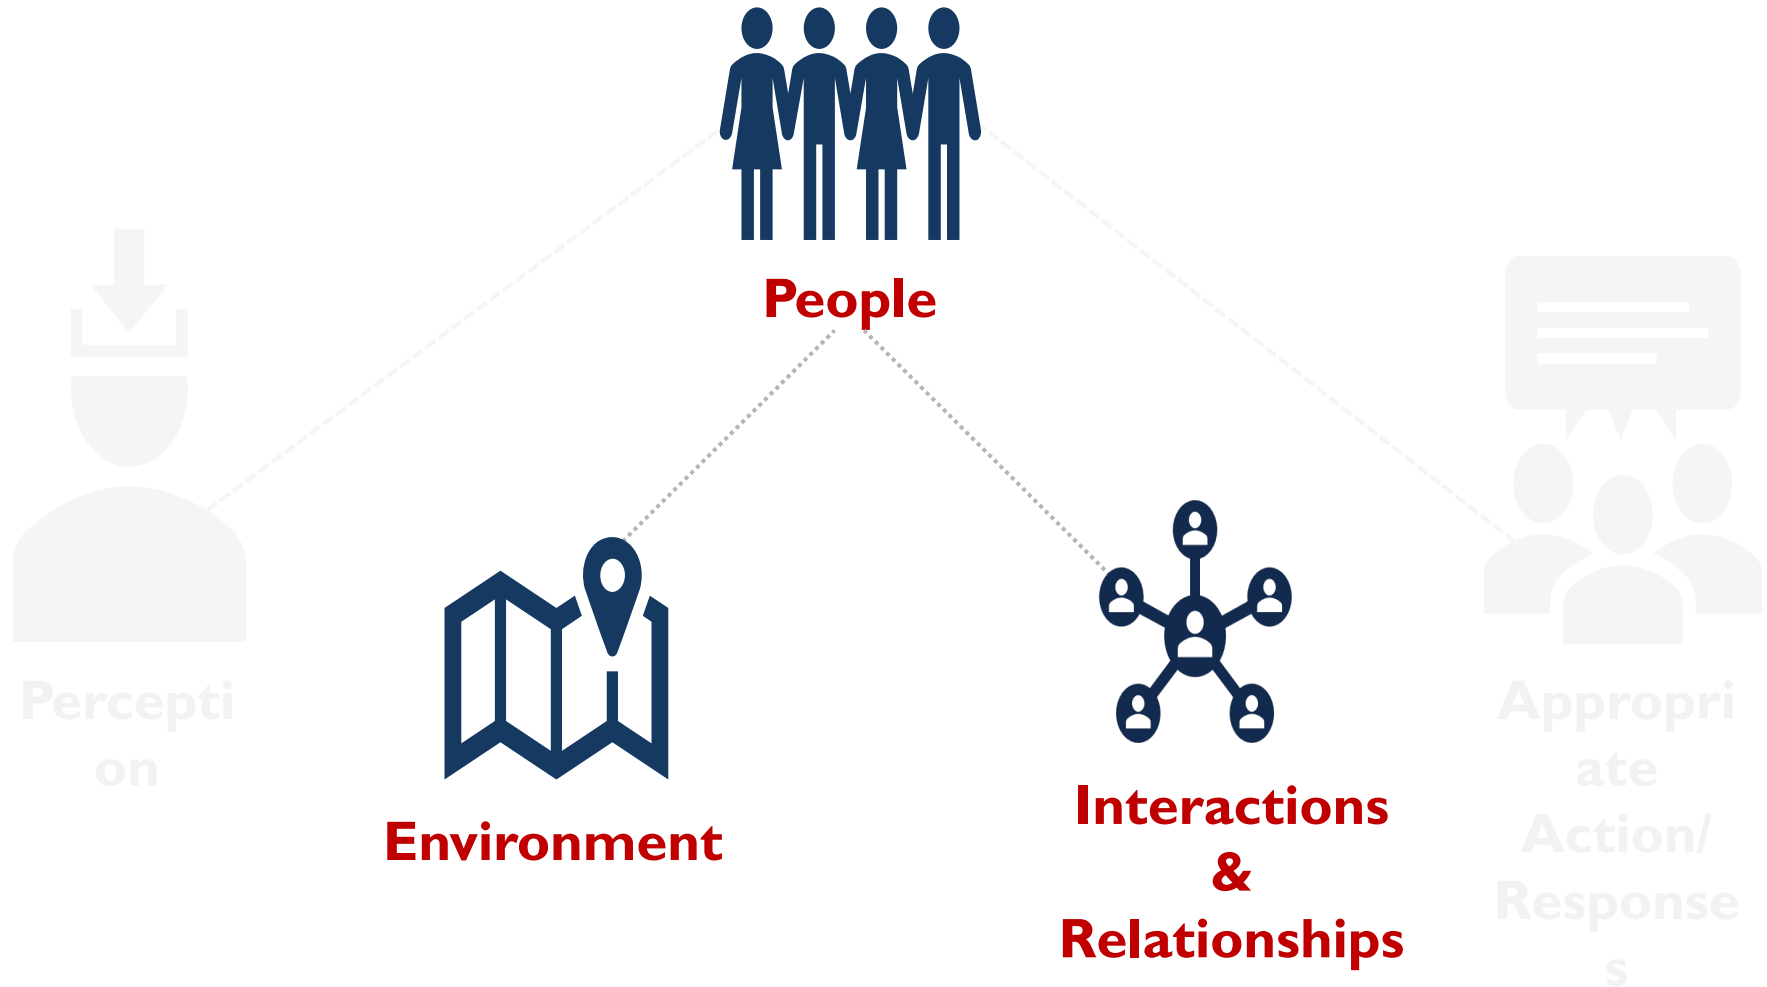 People
Percepti
on
Environment
Interactions
&
Relationships
Appropri
ate
Action/
Response
s